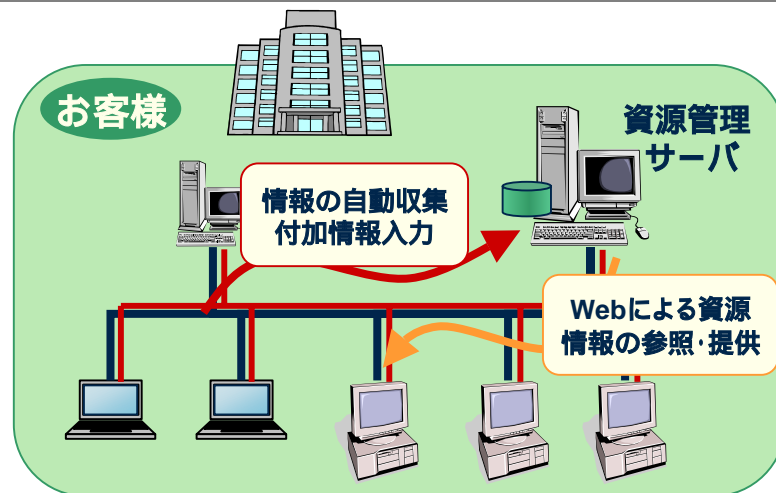 お客様
資源管理
サーバ
情報の自動収集
付加情報入力
Webによる資源
情報の参照･提供